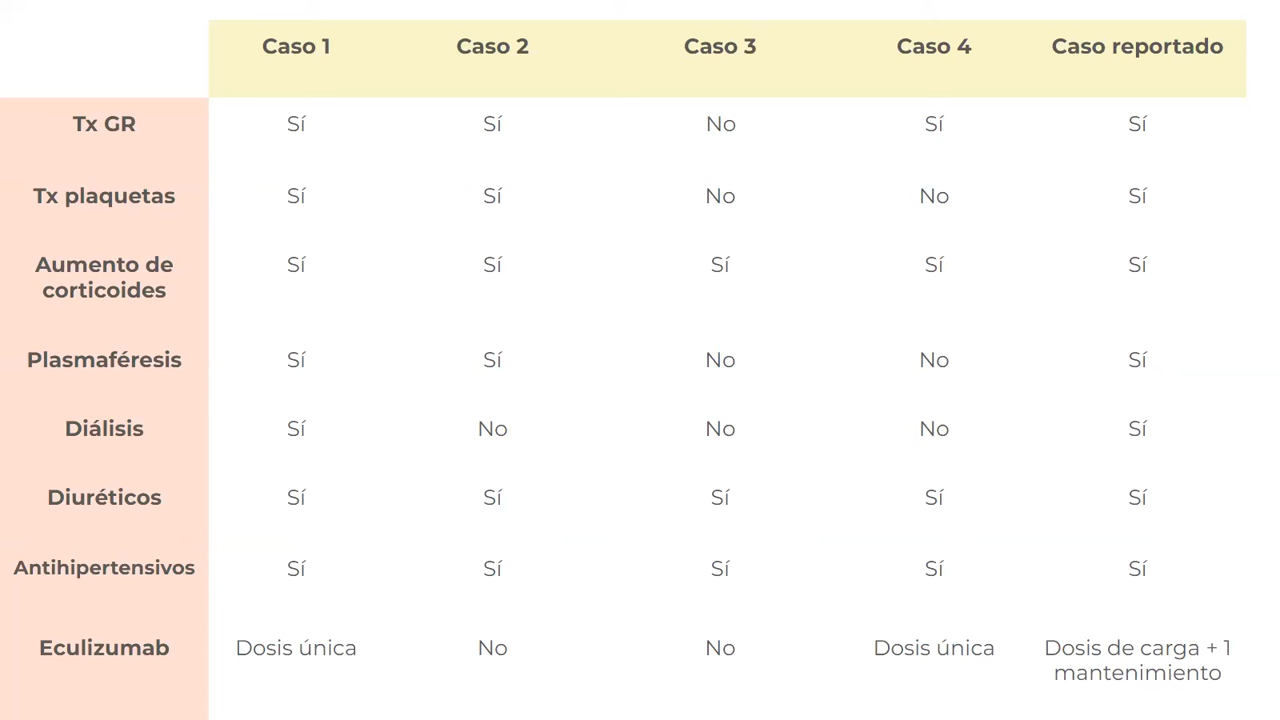 Caso 1 Caso 2 Caso 3 Caso 4 Caso reportado
Tx GR Sí Sí No Sí Sí
Tx plaquetas Sí Sí No No Sí
Aumento de
corticoides Sí Sí Sí Sí Sí
Plasmaféresis Sí Sí No No Sí
Diálisis Sí No No No Sí
Diuréticos Sí Sí Sí Sí Sí
Antihipertensivos Sí Sí Sí Sí Sí
Eculizumab Dosis única No No Dosis única Dosis de carga + 1
mantenimiento